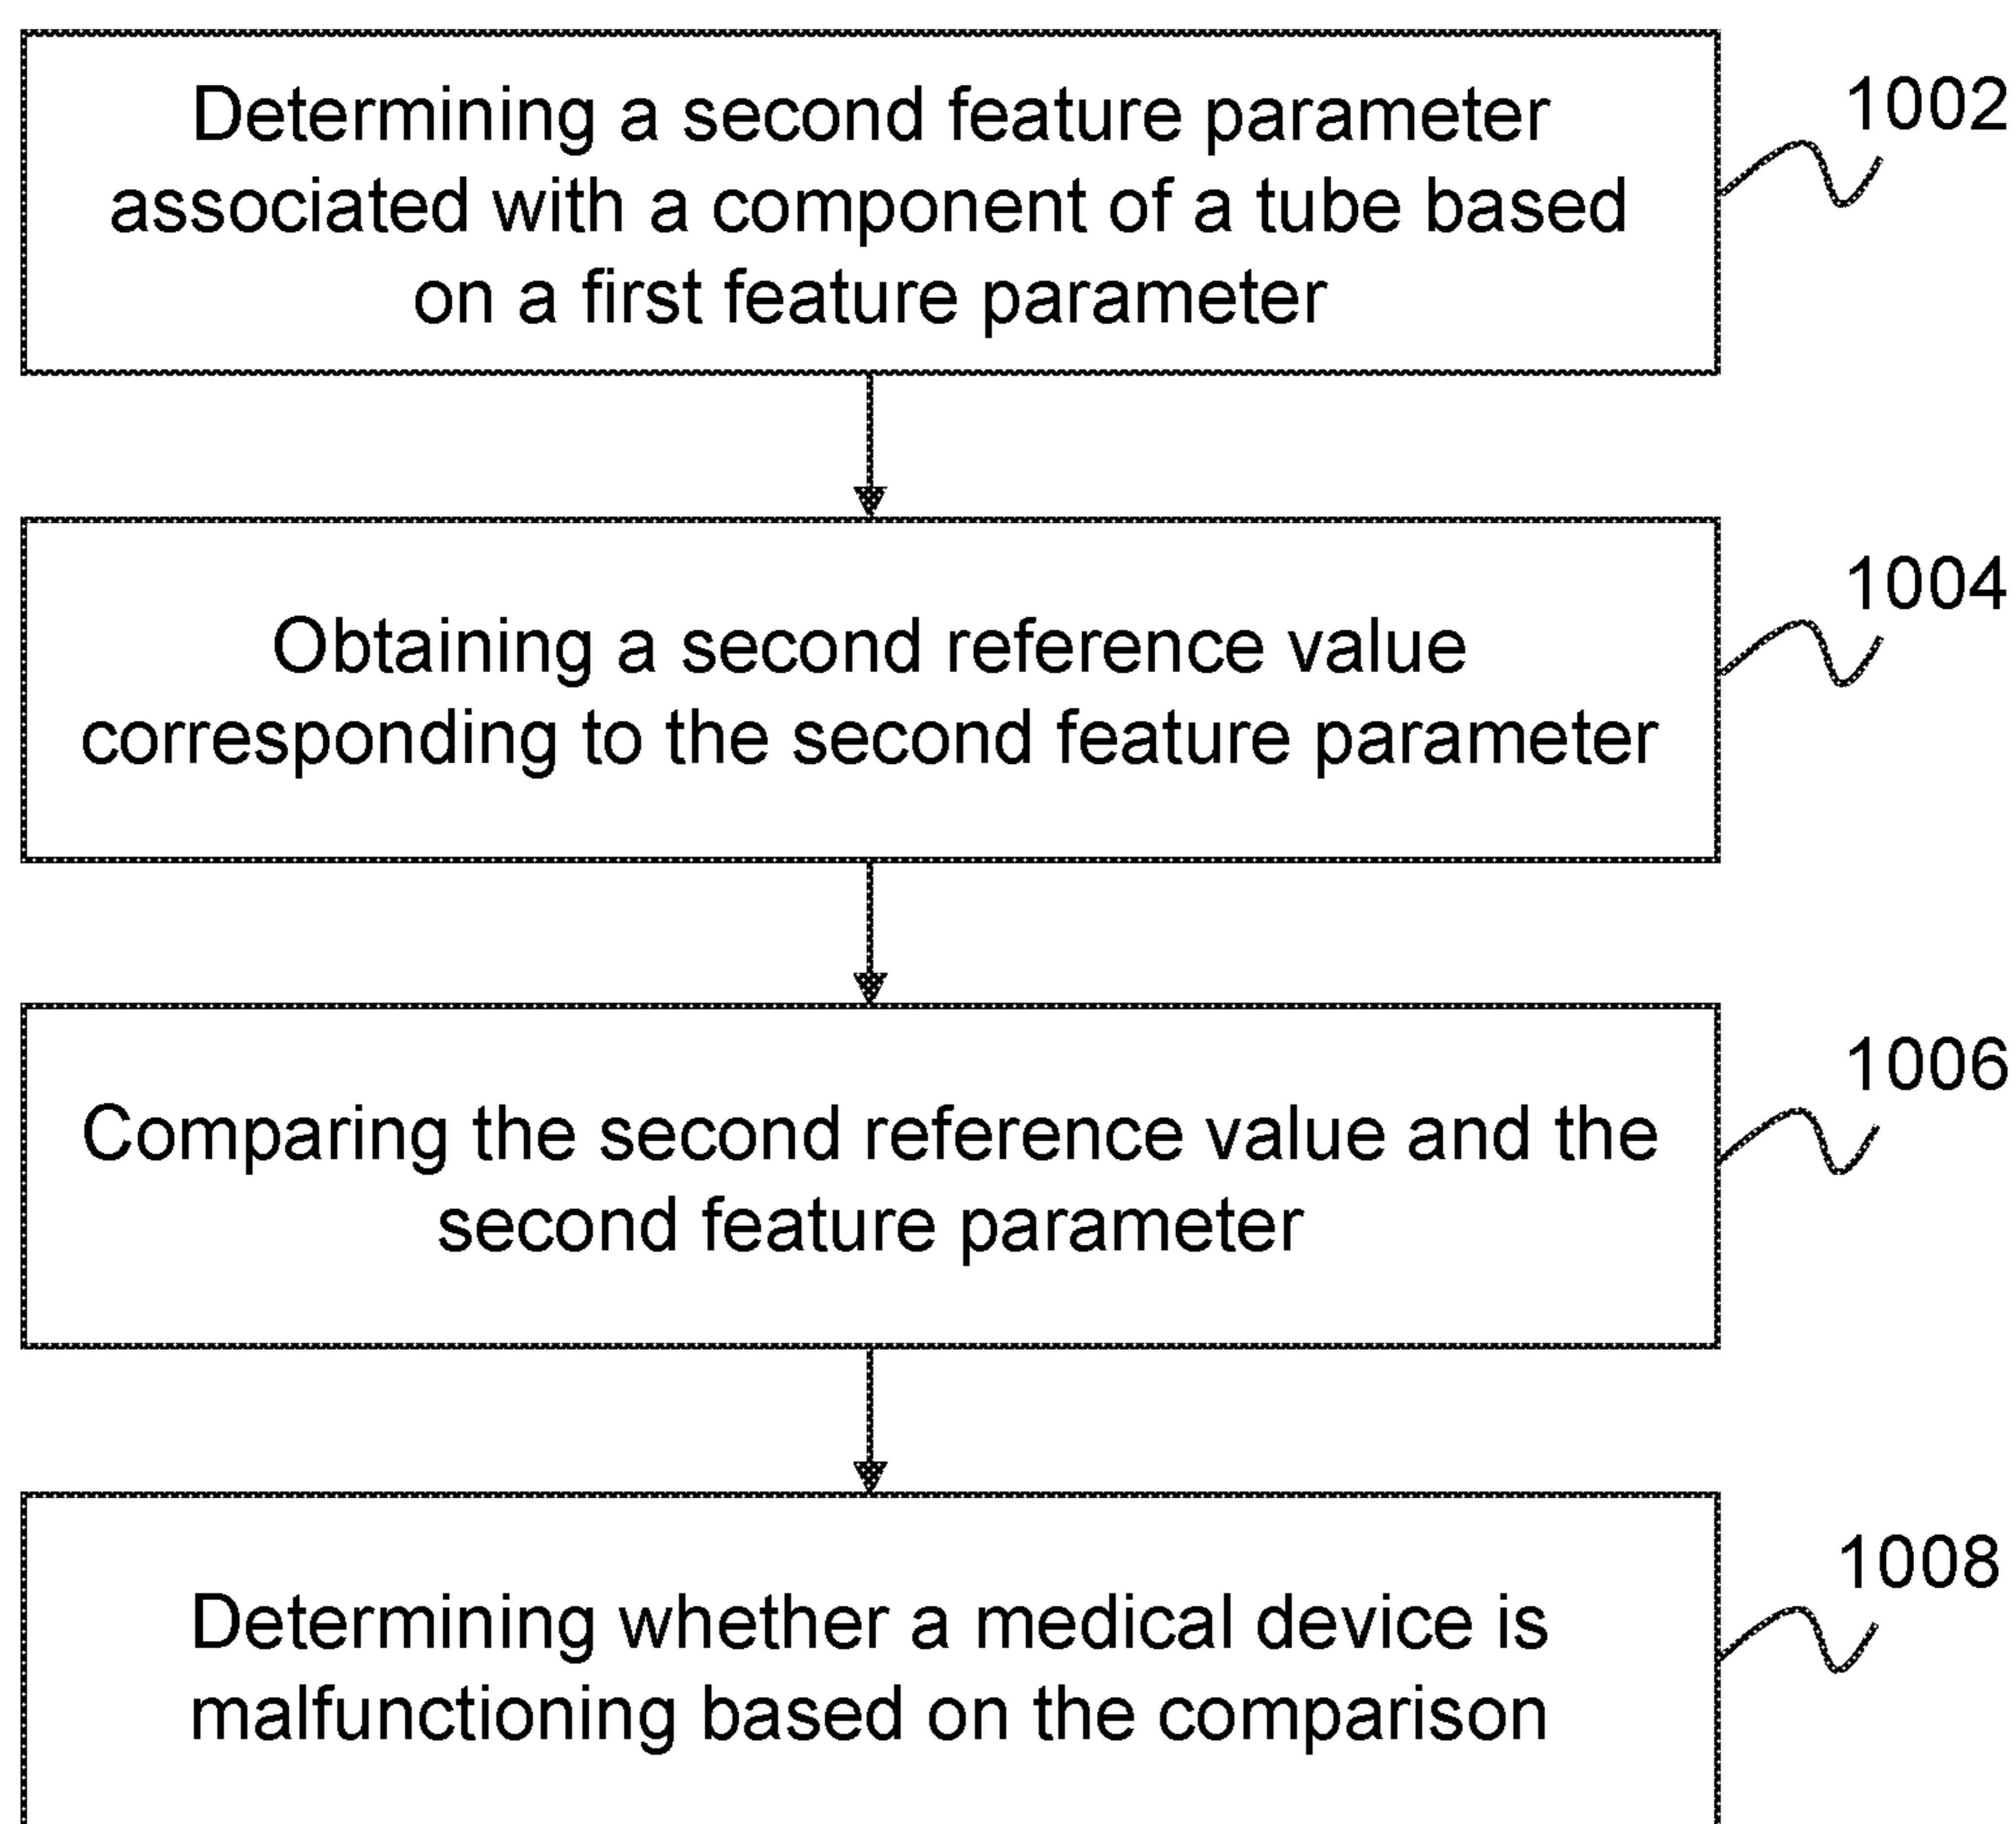 Determining a second feature parameter
associated with a component of a tube based
on a first feature parameter
1002
Obtaining a second reference value
corresponding to the second feature parameter
1004
Comparing the second reference value and the
second feature parameter
1006
Determining whether a medical device is
malfunctioning based on the comparison
1008